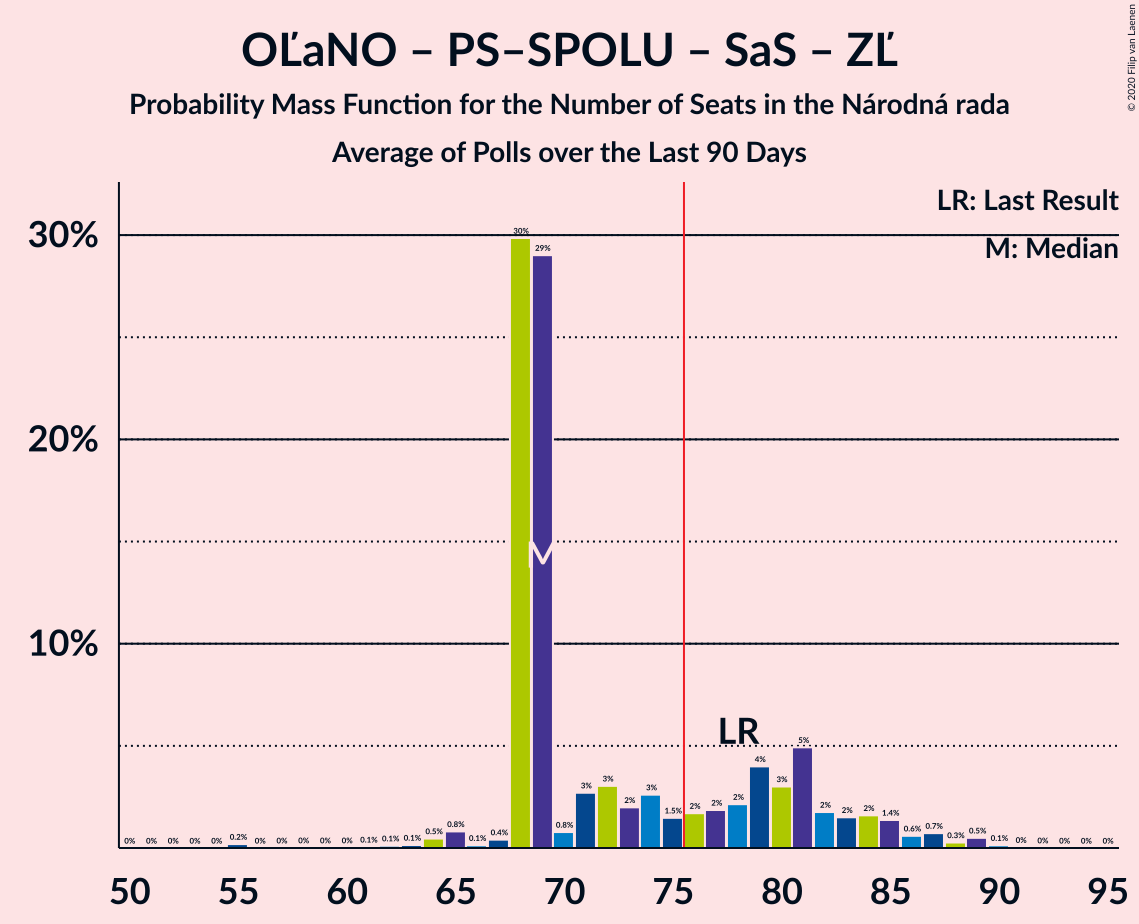 OĽaNO – PS–SPOLU – SaS – ZĽ
Probability Mass Function for the Number of Seats in the Národná rada
Average of Polls over the Last 90 Days
© 2020 Filip van Laenen
LR: Last Result
M: Median
30%
20%
10%
0% 0% 0% 0% 0% 0.2% 0% 0% 0% 0% 0% 0.1% 0.1% 0.1% 0.5% 0.8% 0.1% 0.4% 30% 29% 0.8% 3% 3% 2% 3% 1.5% 2% 2% 2% 4% 3% 5% 2% 2% 2% 1.4% 0.6% 0.7% 0.3% 0.5% 0.1% 0% 0% 0% 0% 0%
M
LR
50 55 60 65 70 75 80 85 90 95